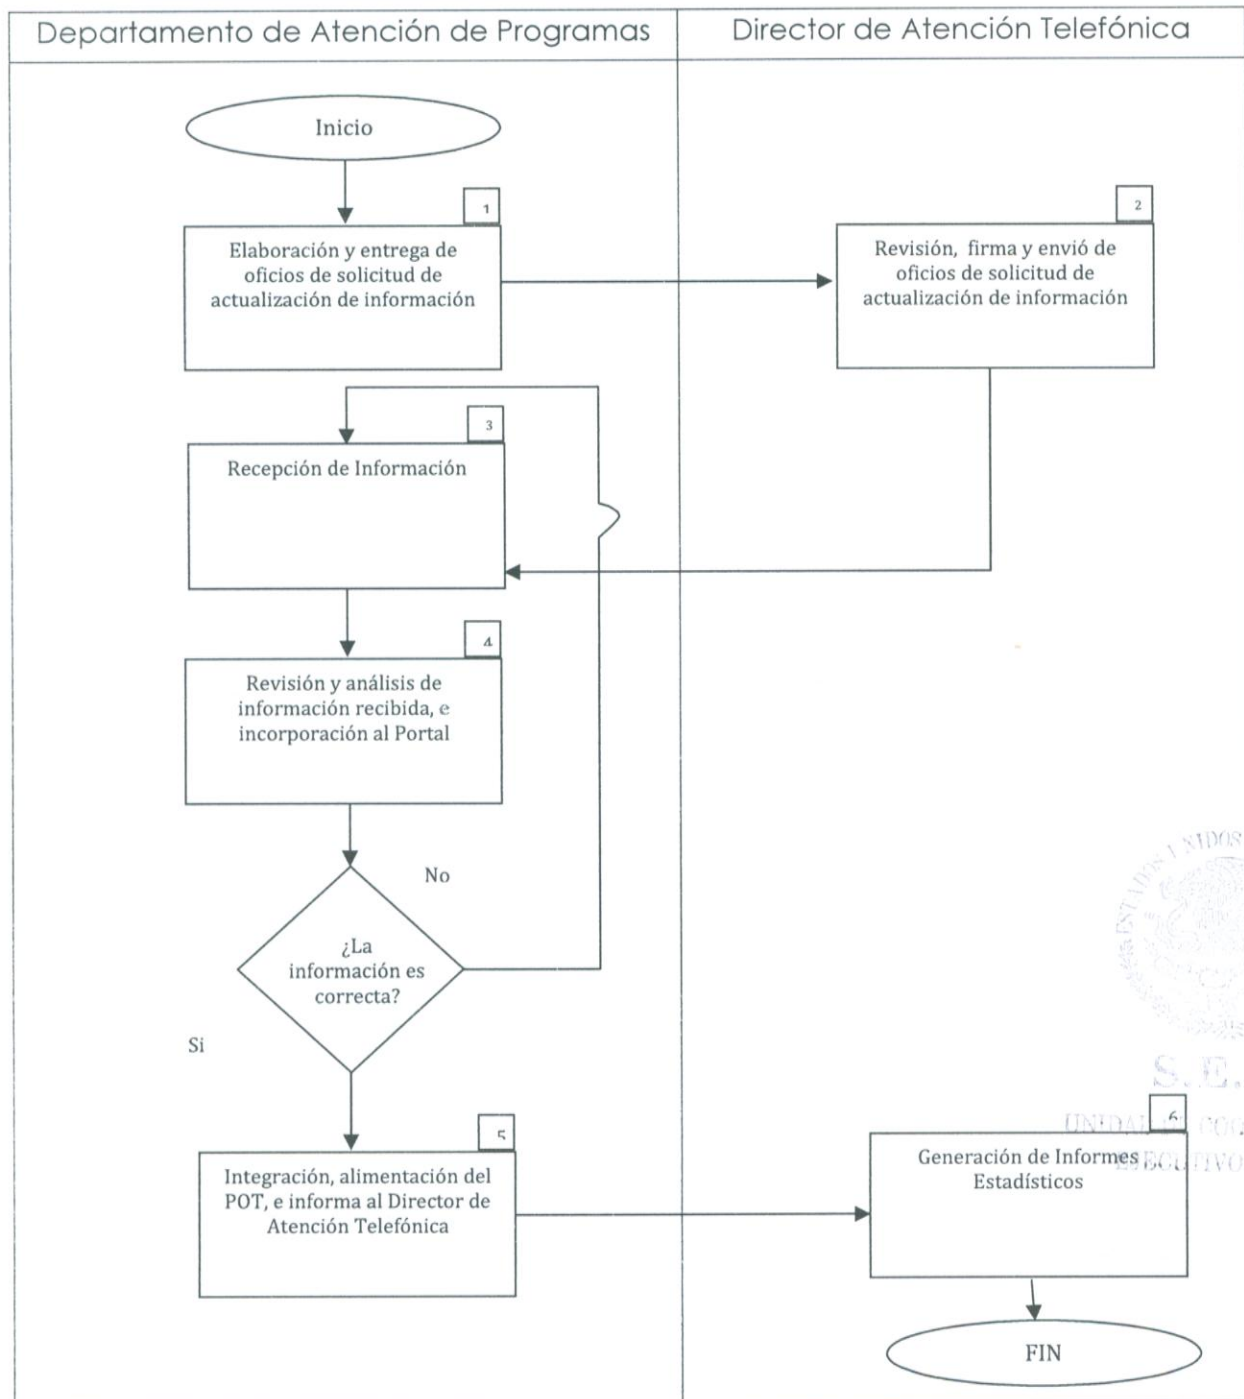 Departamento de Atención de Programas
Director de Atención Telefónica
Inicio
1
Elaboración y entrega de
oficios de solicitud de
actualización de información
2
Revisión, firma y envió de
oficios de solicitud de
actualización de información
3
Recepción de Información
4
Revisión y análisis de
información recibida, e
incorporación al Portal
No
¿La
información es
correcta?
Si
5
Integración, alimentación del
POT, e informa al Director de
Atención Telefónica
S.E.
6
Generación de Informes
Estadísticos
FIN